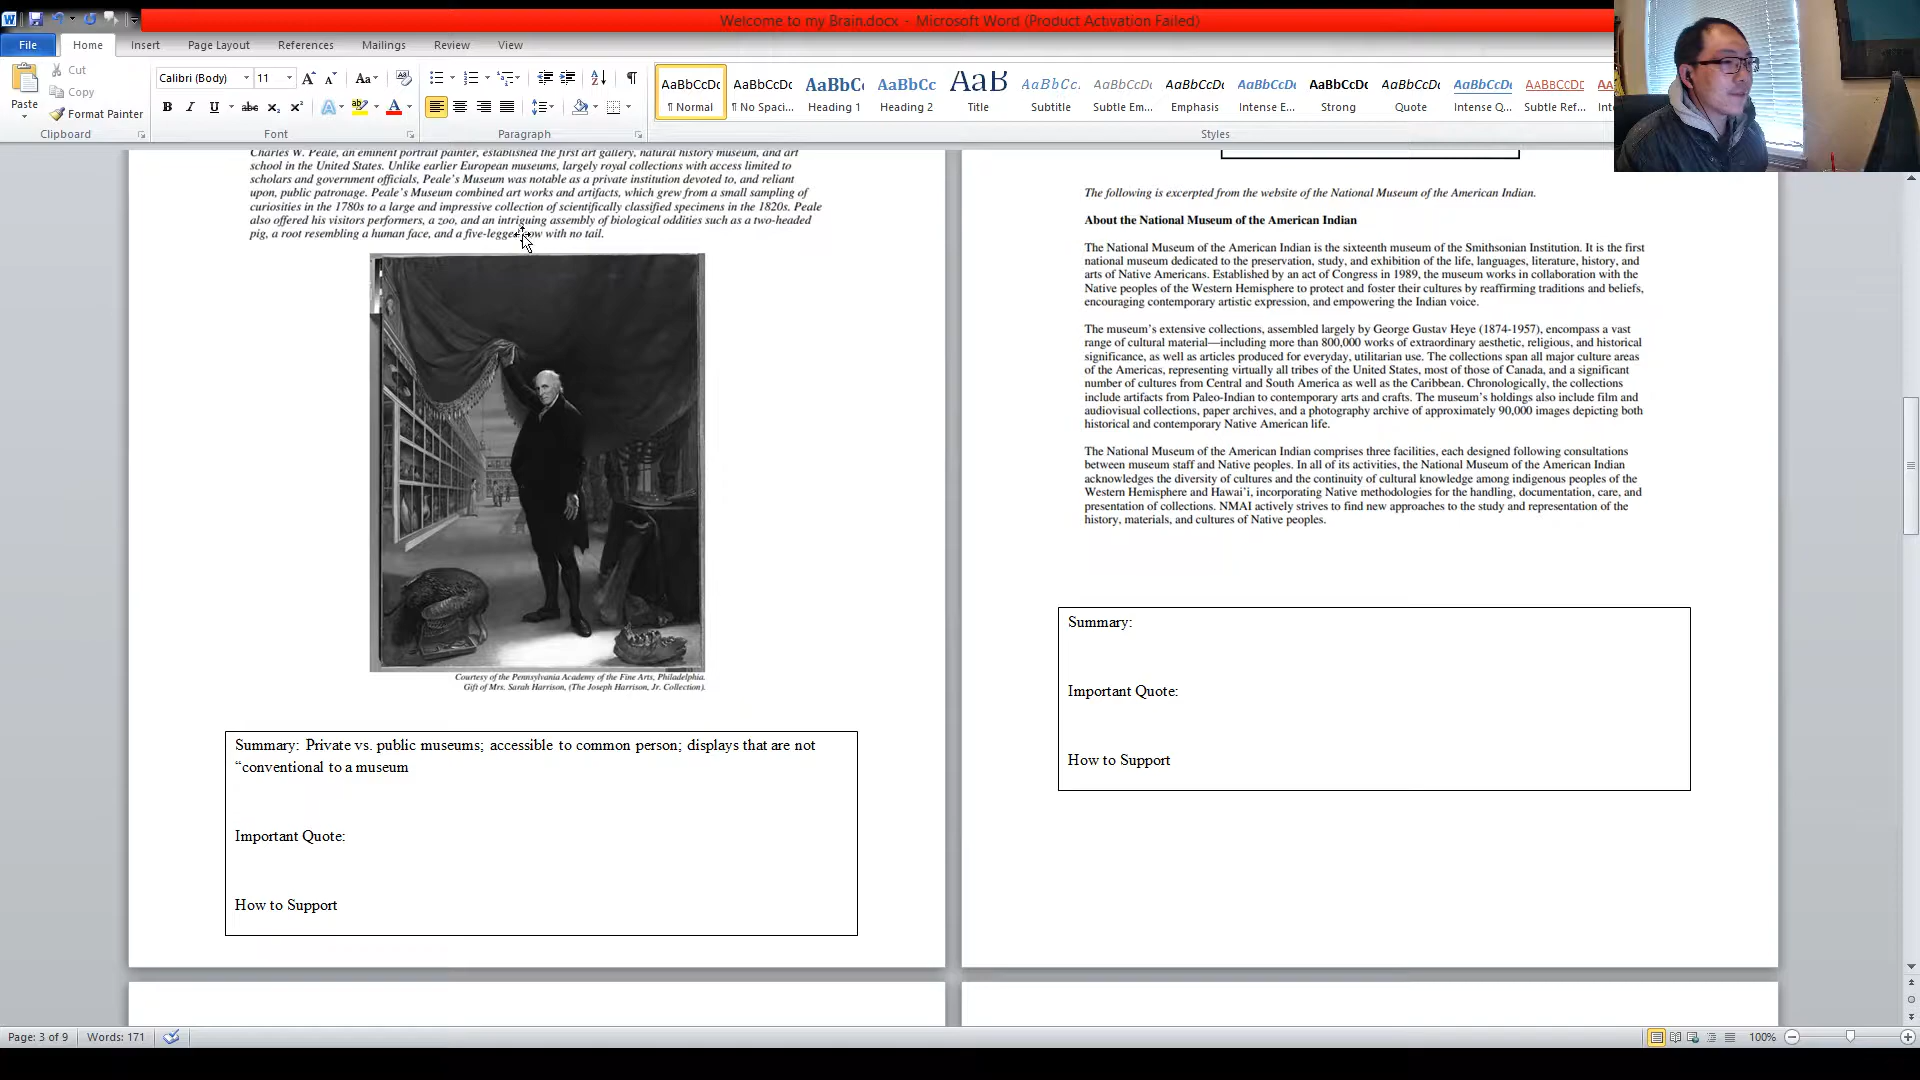 Welcome to my Brain.docx - Microsoft Word (Product Activation Failed)
File Home Insert Page Layout References Mailings Review View
Paste
Cut
Copy
Format Painter
Clipboard
Calibri (Body) 11
Font
Paragraph
AaBbCcDc AaBbCcDc AaBbC AaBbCc AaB AaBbCc. AaBbCcDc AaBbCcDc AaBbCcDc AaBbCcDc AaBbCcDc AaBbCcDc AABBCCDC
¶ Normal ¶ No Spaci... Heading 1 Heading 2 Title Subtitle Subtle Em... Emphasis Intense E... Strong Quote Intense Q... Subtle Ref...
Styles
Charles W. Peale, an eminent portrait painter, established the first art gallery, natural history museum, and art
school in the United States. Unlike earlier European museums, largely royal collections with access limited to
scholars and government officials, Peale's Museum was notable as a private institution devoted to, and reliant
upon, public patronage. Peale's Museum combined art works and artifacts, which grew from a small sampling of
curiosities in the 1780s to a large and impressive collection of scientifically classified specimens in the 1820s. Peale
also offered his visitors performers, a zoo, and an intriguing assembly of biological oddities such as a two-headed
pig, a root resembling a human face, and a five-legged cow with no tail.
Courtesy of the Pennsylvania Academy of the Fine Arts, Philadelphia.
Gift of Mrs. Sarah Harrison, (The Joseph Harrison, Jr. Collection).
Summary: Private vs. public museums; accessible to common person; displays that are not
“conventional to a museum
Important Quote:
How to Support
The following is excerpted from the website of the National Museum of the American Indian.
About the National Museum of the American Indian
The National Museum of the American Indian is the sixteenth museum of the Smithsonian Institution. It is the first
national museum dedicated to the preservation, study, and exhibition of the life, languages, literature, history, and
arts of Native Americans. Established by an act of Congress in 1989, the museum works in collaboration with the
Native peoples of the Western Hemisphere to protect and foster their cultures by reaffirming traditions and beliefs,
encouraging contemporary artistic expression, and empowering the Indian voice.
The museum's extensive collections, assembled largely by George Gustav Heye (1874-1957), encompass a vast
range of cultural material—including more than 800,000 works of extraordinary aesthetic, religious, and historical
significance, as well as articles produced for everyday, utilitarian use. The collections span all major culture areas
of the Americas, representing virtually all tribes of the United States, most of those of Canada, and a significant
number of cultures from Central and South America as well as the Caribbean. Chronologically, the collections
include artifacts from Paleo-Indian to contemporary arts and crafts. The museum's holdings also include film and
audiovisual collections, paper archives, and a photography archive of approximately 90,000 images depicting both
historical and contemporary Native American life.
The National Museum of the American Indian comprises three facilities, each designed following consultations
between museum staff and Native peoples. In all of its activities, the National Museum of the American Indian
acknowledges the diversity of cultures and the continuity of cultural knowledge among indigenous peoples of the
Western Hemisphere and Hawai'i, incorporating Native methodologies for the handling, documentation, care, and
presentation of collections. NMAI actively strives to find new approaches to the study and representation of the
history, materials, and cultures of Native peoples.
Summary:
Important Quote:
How to Support
Page: 3 of 9 Words: 171
100%